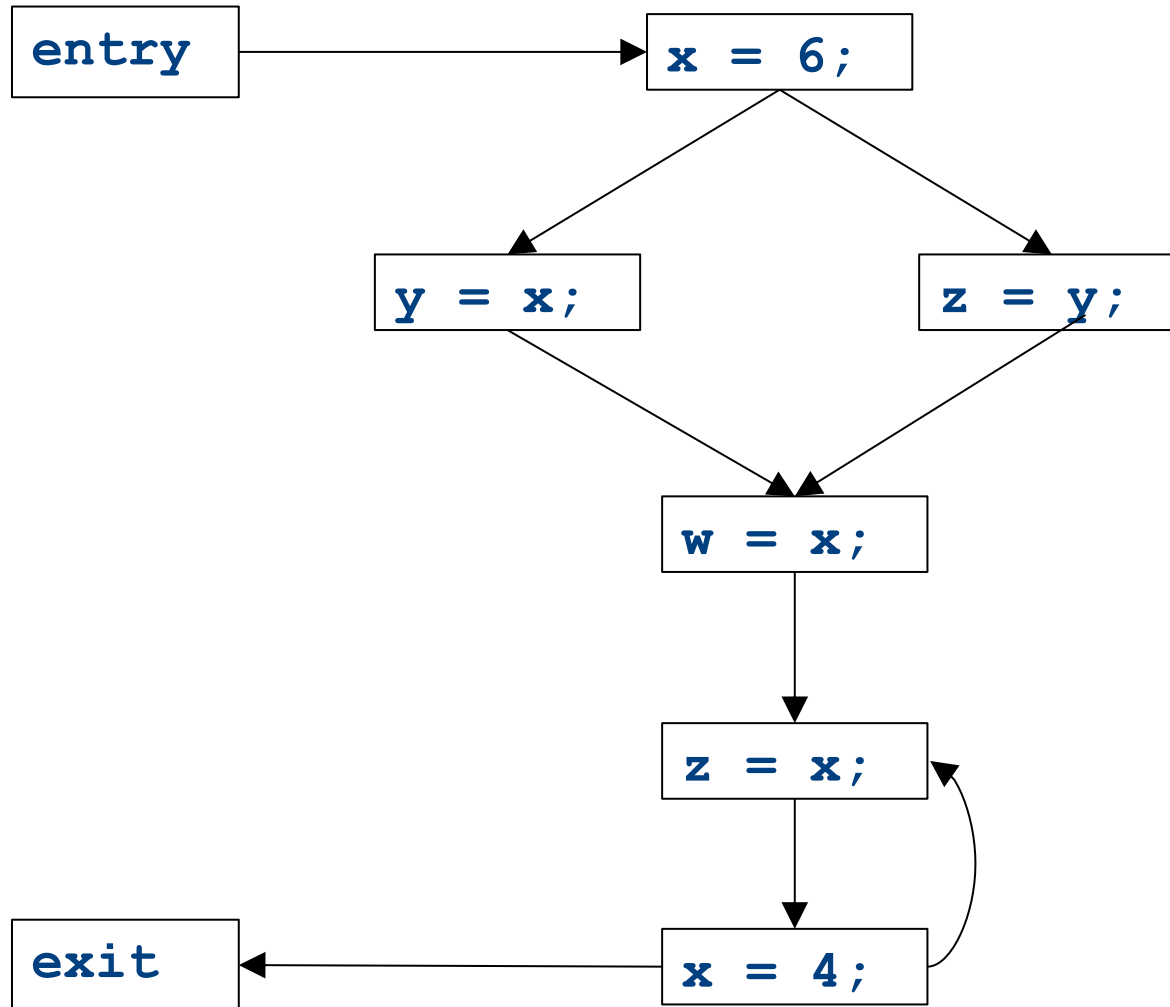 entry
x = 6;
y = x;
z = y;
w = x;
z = x;
x = 4;
exit